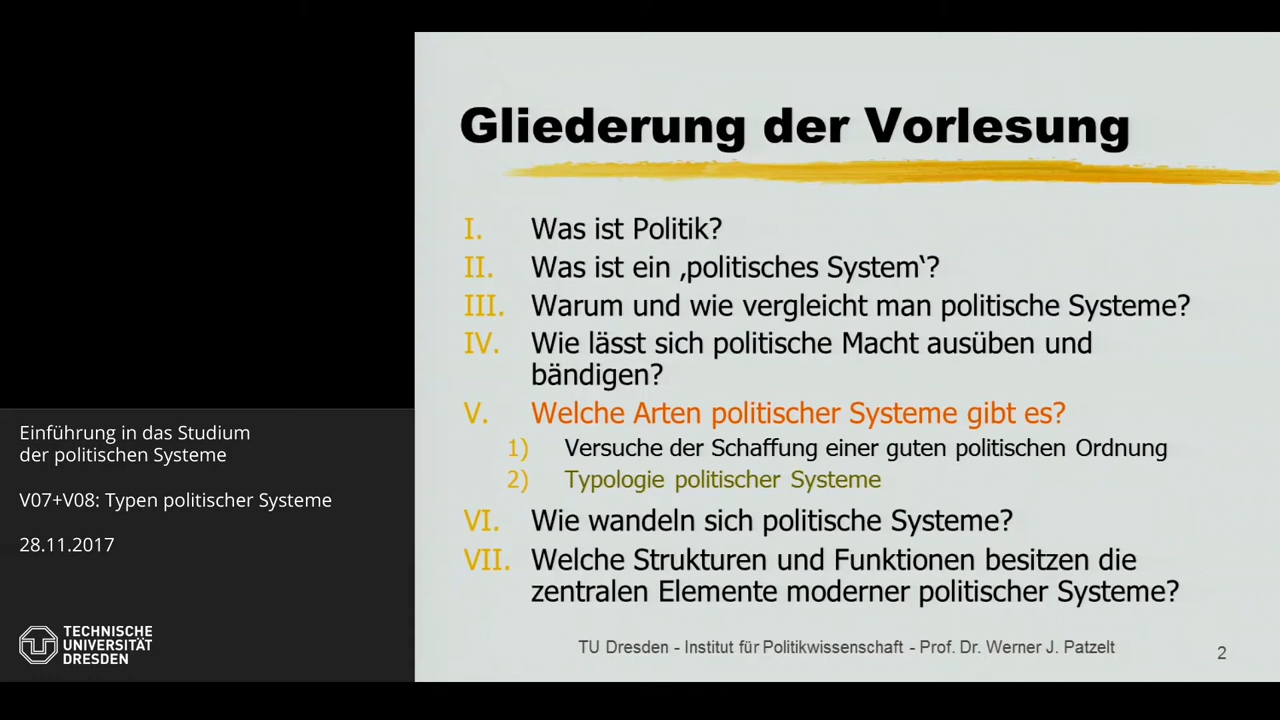 Gliederung der Vorlesung
I. Was ist Politik?
II. Was ist ein ‚politisches System‘?
III. Warum und wie vergleicht man politische Systeme?
IV. Wie lässt sich politische Macht ausüben und
bändigen?
V. Welche Arten politischer Systeme gibt es?
1) Versuche der Schaffung einer guten politischen Ordnung
2) Typologie politischer Systeme
VI. Wie wandeln sich politische Systeme?
VII. Welche Strukturen und Funktionen besitzen die
zentralen Elemente moderner politischer Systeme?
TU Dresden - Institut für Politikwissenschaft - Prof. Dr. Werner J. Patzelt
2
Einführung in das Studium
der politischen Systeme
V07+V08: Typen politischer Systeme
28.11.2017
TECHNISCHE
UNIVERSITÄT
DRESDEN